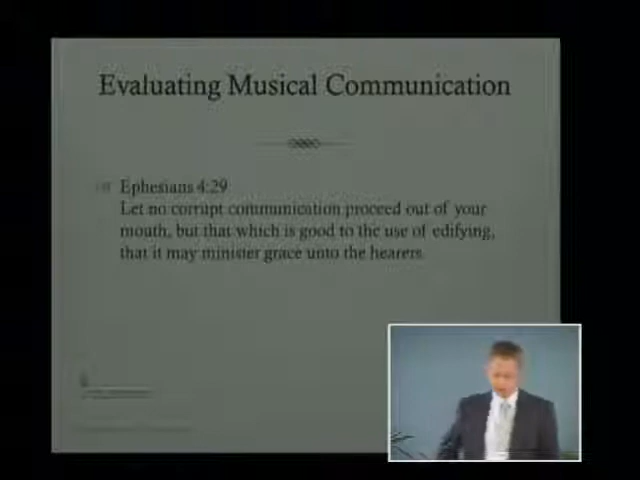 Evaluating Musical Communication
Ephesians 4:29
Let no corrupt communication proceed out of your
mouth, but that which is good to the use of edifying,
that it may minister grace unto the hearers.